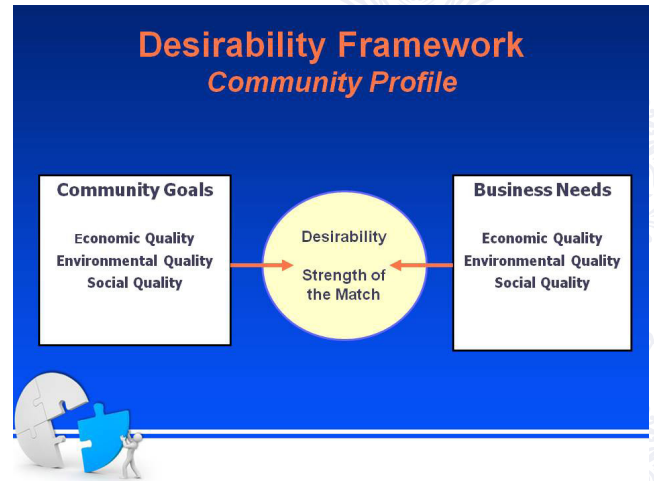 Desirability Framework
Community Profile
Community Goals
Economic Quality
Environmental Quality
Social Quality
Desirability
Strength of
the Match
Business Needs
Economic Quality
Environmental Quality
Social Quality